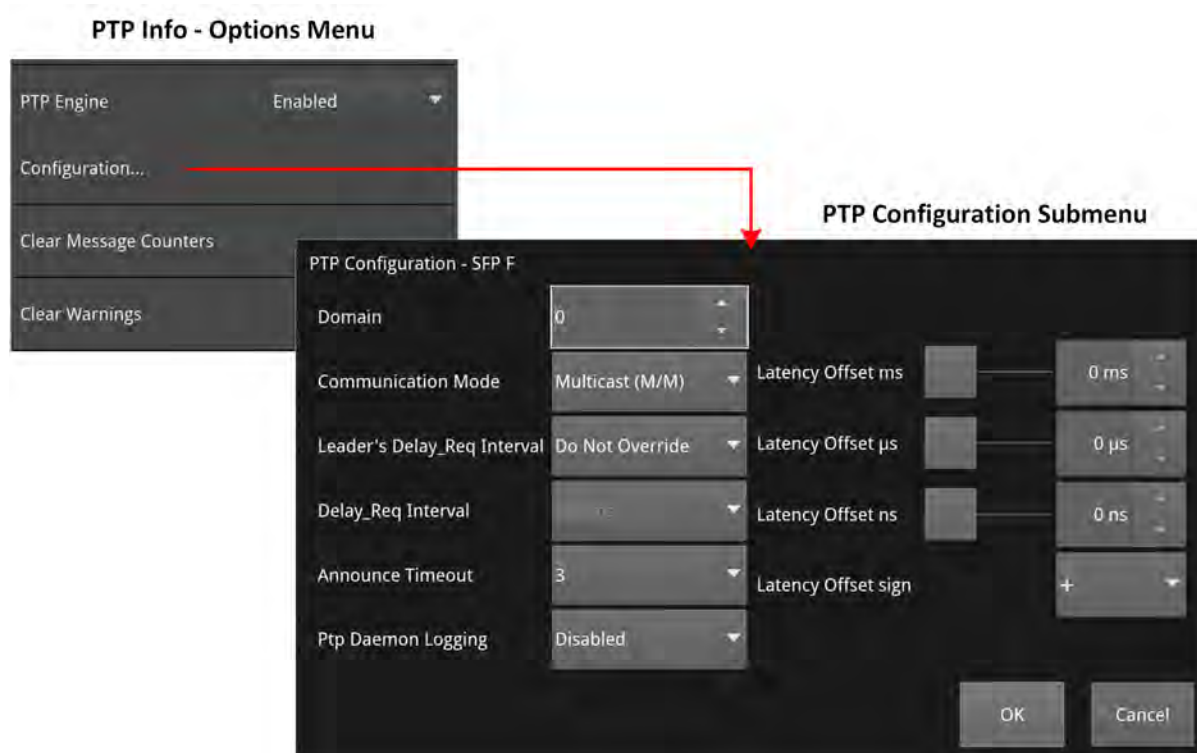 PTP Info - Options Menu
PTP Engine Enabled
Configuration...
Clear Message Counters
Clear Warnings
PTP Configuration Submenu
PTP Configuration - SFP F
Domain 0
Communication Mode Multicast (M/M)
Leader's Delay_Req Interval Do Not Override
Delay_Req Interval
Announce Timeout 3
Ptp Daemon Logging Disabled
Latency Offset ms 0 ms
Latency Offset µs 0 µs
Latency Offset ns 0 ns
Latency Offset sign +
OK Cancel